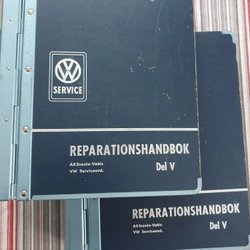 VW
SERVICE
REPARATIONSHANDBOK
AB Scania-Vabis
VW Serviceavd.
Del V
REPARATIONSHANDBOK
AB Scania-Vabis
VW Serviceavd.
Del V